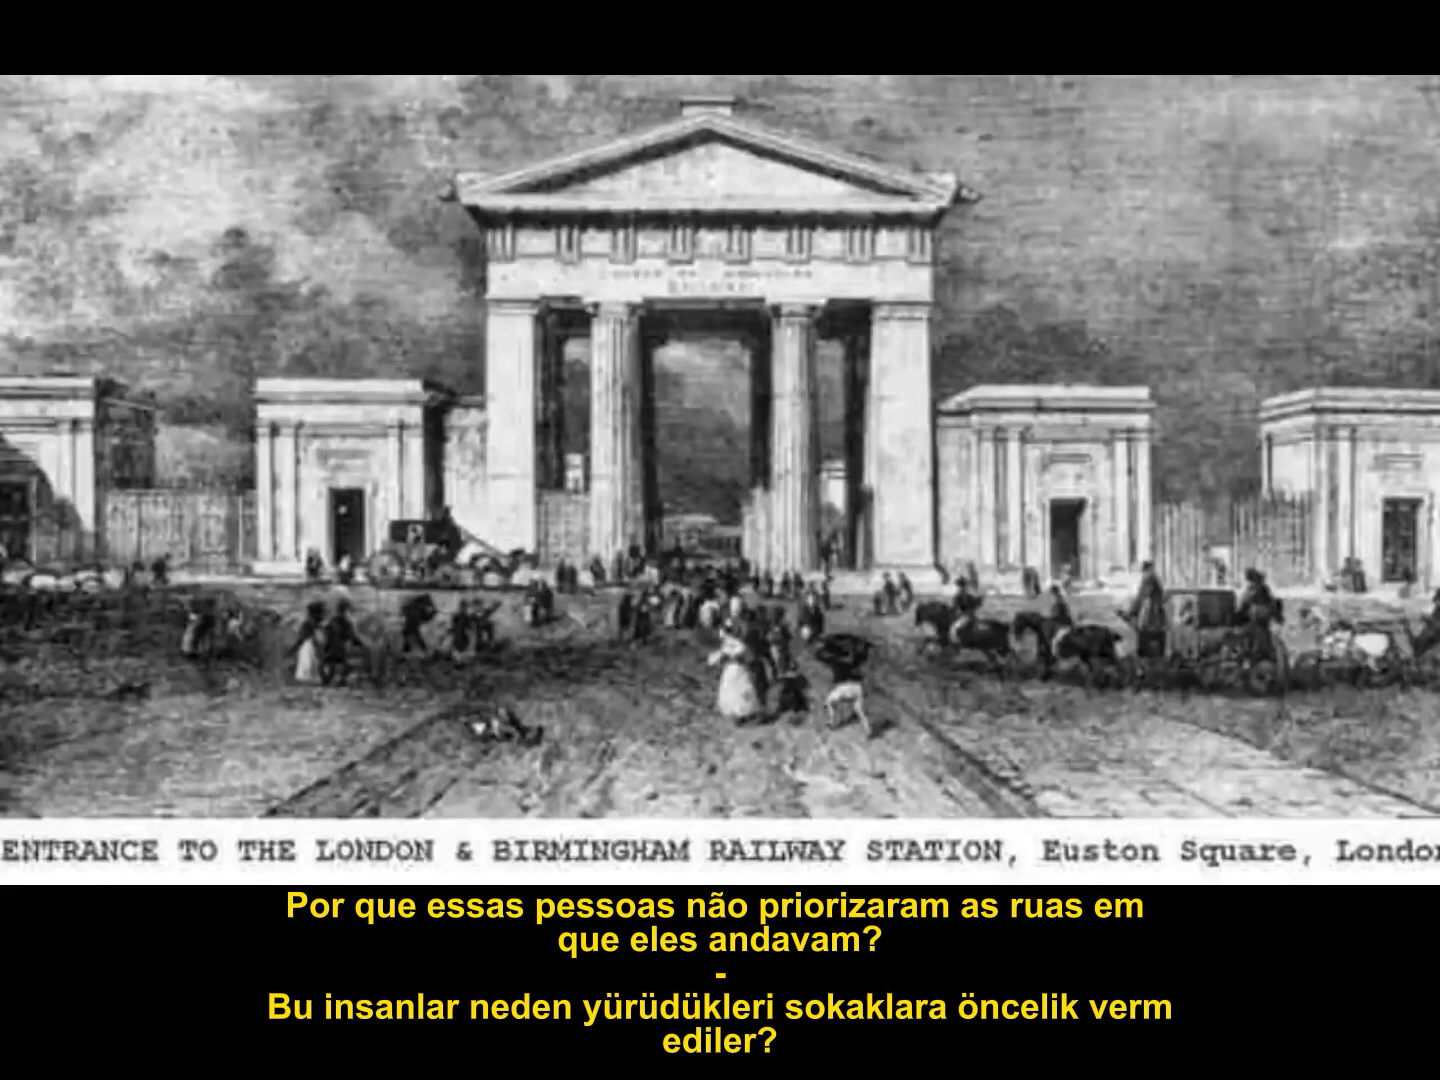 ENTRANCE TO THE LONDON & BIRMINGHAM RAILWAY STATION, Euston Square, London
Por que essas pessoas não priorizaram as ruas em
que eles andavam?
-
Bu insanlar neden yürüdükleri sokaklara öncelik verm
ediler?